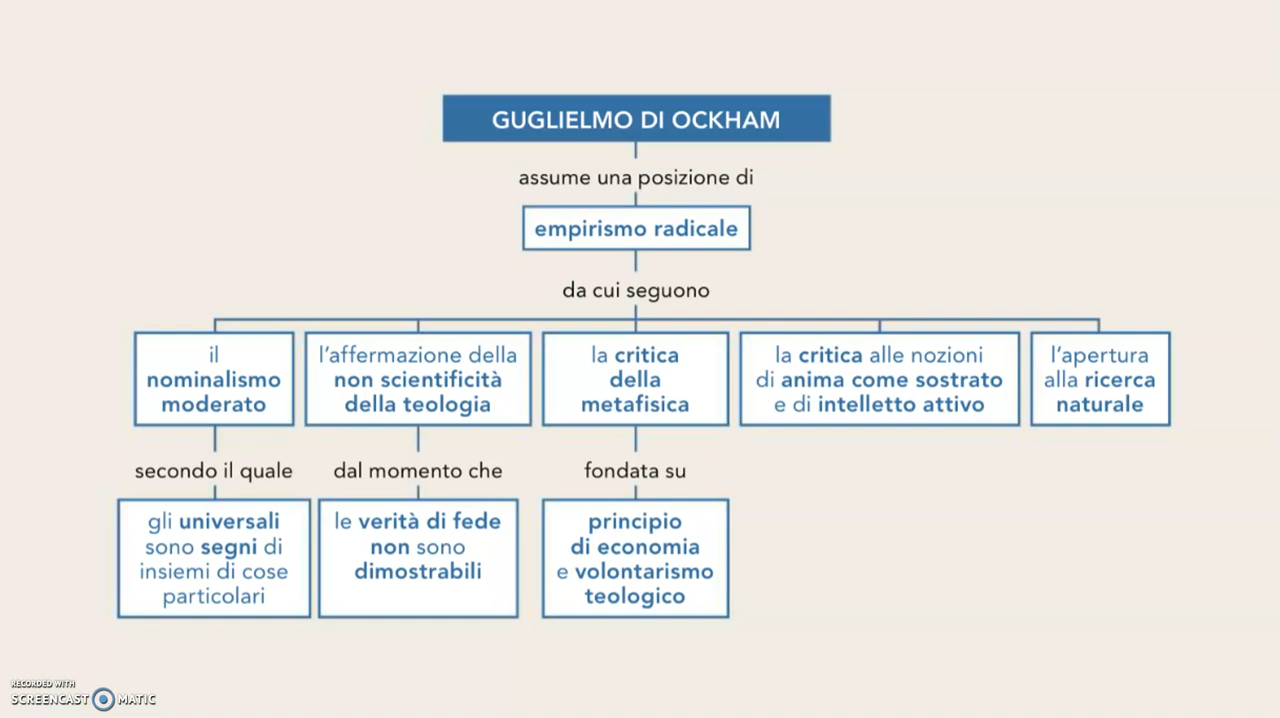 GUGLIELMO DI OCKHAM
assume una posizione di
empirismo radicale
da cui seguono
il
nominalismo
moderato
l'affermazione della
non scientificità
della teologia
la critica
della
metafisica
la critica alle nozioni
di anima come sostrato
e di intelletto attivo
l'apertura
alla ricerca
naturale
secondo il quale
dal momento che
fondata su
gli universali
sono segni di
insiemi di cose
particolari
le verità di fede
non sono
dimostrabili
principio
di economia
e volontarismo
teologico
RECORDED WITH
SCREENCAST MATIC